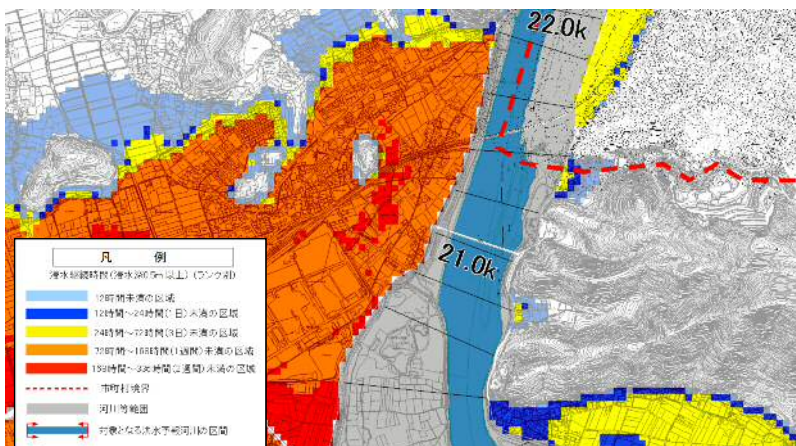 22.0k
21.0k
凡 例
浸水継続時間(浸水深0.5m以上)(ランク別)
12時間未満の区域
12時間～24時間(1日)未満の区域
24時間～72時間(3日)未満の区域
72時間～168時間(1週間)未満の区域
168時間～336時間(2週間)未満の区域
市町村境界
河川等範囲
対象となる洪水予報河川の区間